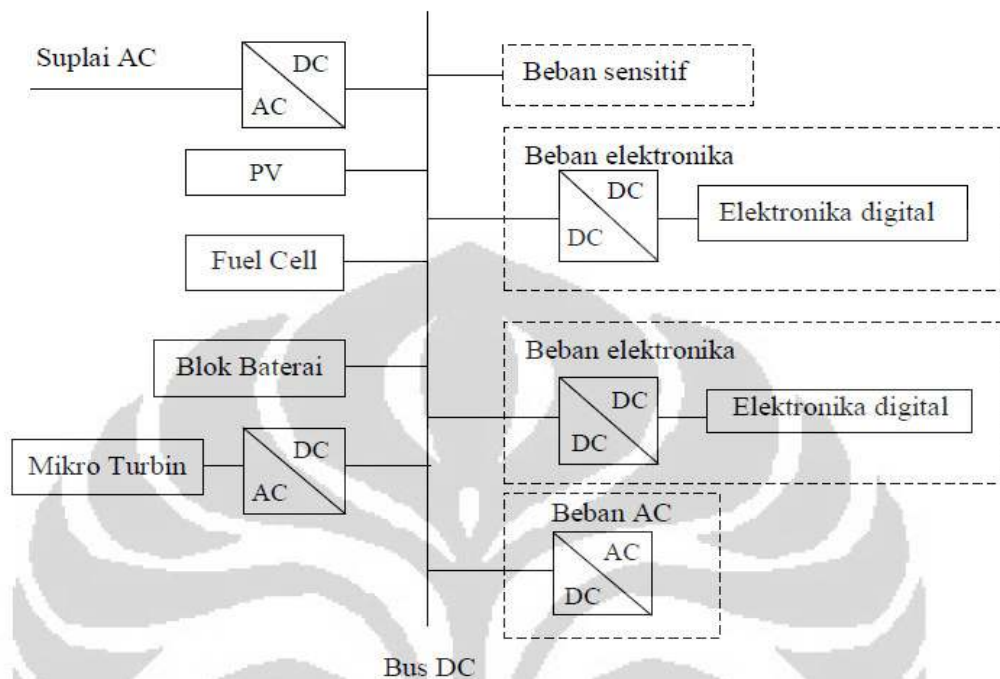 Suplai AC
DC
AC
PV
Fuel Cell
Blok Baterai
Mikro Turbin
DC
AC
Beban sensitif
Beban elektronika
DC
DC
Elektronika digital
Beban elektronika
DC
DC
Elektronika digital
Beban AC
AC
DC
Bus DC